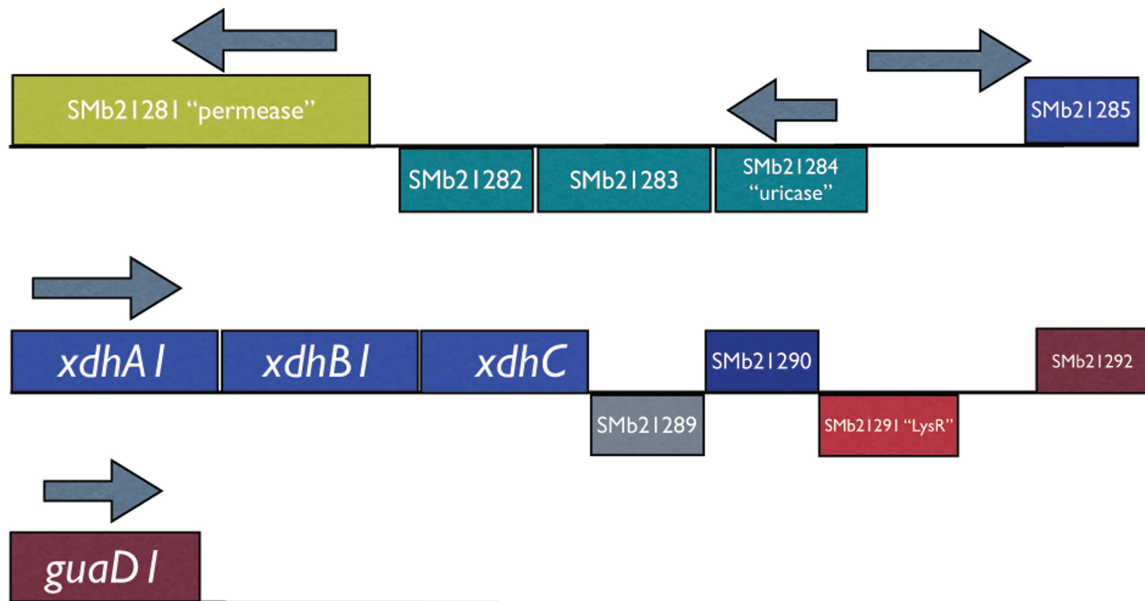 SMb21281 “permease”
SMb21285
SMb21282
SMb21283
SMb21284
“uricase”
xdhA1
xdhB1
xdhC
SMb21290
SMb21292
SMb21289
SMb21291 “LysR”
guaD1